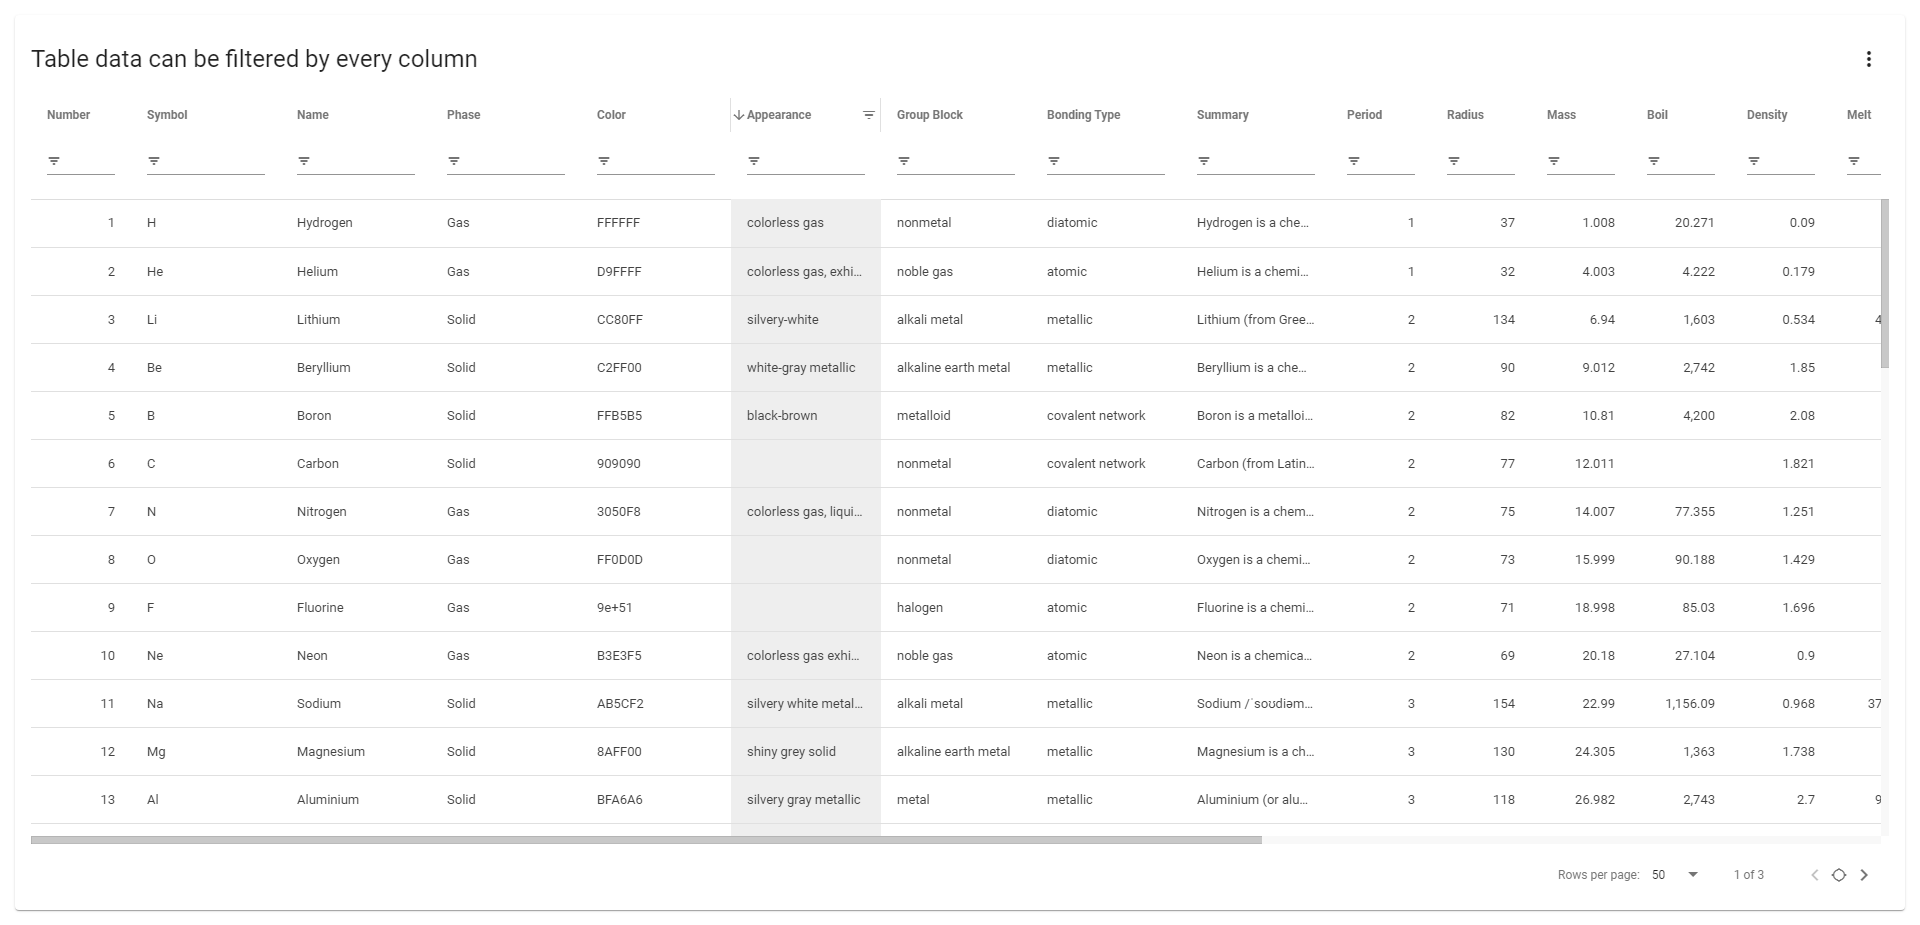 Table data can be filtered by every column
Number Symbol Name Phase Color Appearance Group Block Bonding Type Summary Period Radius Mass Boil Density Melt
1 H Hydrogen Gas FFFFFF colorless gas nonmetal diatomic Hydrogen is a che... 1 37 1.008 20.271 0.09
2 He Helium Gas D9FFFF colorless gas, exhi... noble gas atomic Helium is a chemi... 1 32 4.003 4.222 0.179
3 Li Lithium Solid CC80FF silvery-white alkali metal metallic Lithium (from Gree... 2 134 6.94 1,603 0.534 4
4 Be Beryllium Solid C2FF00 white-gray metallic alkaline earth metal metallic Beryllium is a che... 2 90 9.012 2,742 1.85
5 B Boron Solid FFB5B5 black-brown metalloid covalent network Boron is a metalloi... 2 82 10.81 4,200 2.08
6 C Carbon Solid 909090 nonmetal covalent network Carbon (from Latin... 2 77 12.011 1.821
7 N Nitrogen Gas 3050F8 colorless gas, liqui... nonmetal diatomic Nitrogen is a chem... 2 75 14.007 77.355 1.251
8 O Oxygen Gas FF0D0D nonmetal diatomic Oxygen is a chemi... 2 73 15.999 90.188 1.429
9 F Fluorine Gas 9e+51 halogen atomic Fluorine is a chemi... 2 71 18.998 85.03 1.696
10 Ne Neon Gas B3E3F5 colorless gas exhi... noble gas atomic Neon is a chemica... 2 69 20.18 27.104 0.9
11 Na Sodium Solid AB5CF2 silvery white metal... alkali metal metallic Sodium /ˈsoʊdiəm... 3 154 22.99 1,156.09 0.968 37
12 Mg Magnesium Solid 8AFF00 shiny grey solid alkaline earth metal metallic Magnesium is a ch... 3 130 24.305 1,363 1.738
13 Al Aluminium Solid BFA6A6 silvery gray metallic metal metallic Aluminium (or alu... 3 118 26.982 2,743 2.7 9
Rows per page: 50 1 of 3